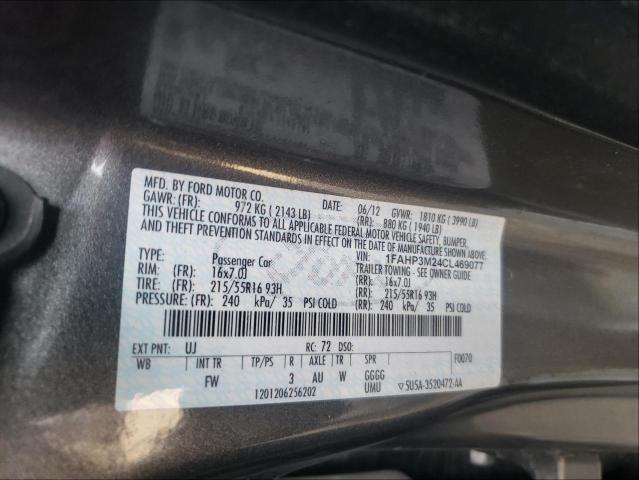 MFD. BY FORD MOTOR CO.
DATE: 06/12 GVWR: 1810 KG ( 3990 LB)
GAWR: (FR): 972 KG ( 2143 LB) (RR): 880 KG ( 1940 LB)
THIS VEHICLE CONFORMS TO ALL APPLICABLE FEDERAL MOTOR VEHICLE SAFETY, BUMPER,
AND THEFT PREVENTION STANDARDS IN EFFECT ON THE DATE OF MANUFACTURE SHOWN ABOVE.
VIN: 1FAHP3M24CL469077
TYPE: Passenger Car TRAILER TOWING - SEE OWNER GUIDE
RIM: (FR): 16x7.0J (RR): 16x7.0J
TIRE: (FR): 215/55R16 93H (RR): 215/55R16 93H
PRESSURE: (FR): 240 kPa/ 35 PSI COLD (RR): 240 kPa/ 35 PSI COLD
EXT PNT: UJ RC: 72 DSO: F0070
WB INT TR TP/PS R AXLE TR SPR
FW 3 AU W GGGG
UMU
1201206256202 5U5A-3520472-AA